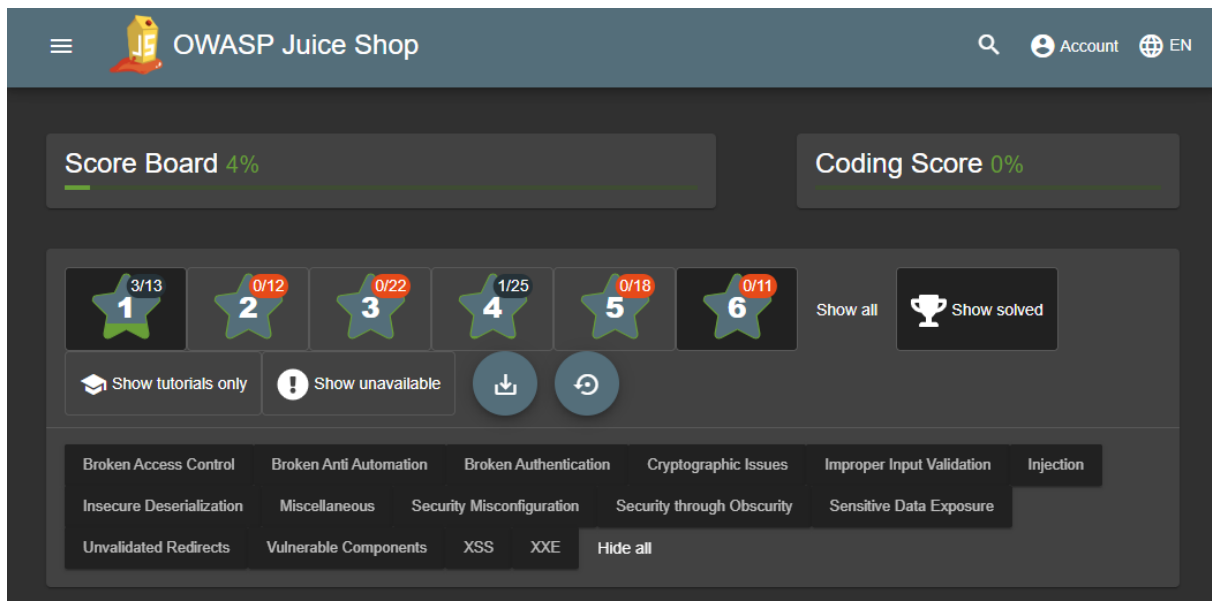 OWASP Juice Shop Account EN
Score Board 4% Coding Score 0%
3/13 0/12 0/22 1/25 0/18 0/11
1 2 3 4 5 6 Show all Show solved
Show tutorials only Show unavailable
Broken Access Control Broken Anti Automation Broken Authentication Cryptographic Issues Improper Input Validation Injection
Insecure Deserialization Miscellaneous Security Misconfiguration Security through Obscurity Sensitive Data Exposure
Unvalidated Redirects Vulnerable Components XSS XXE Hide all